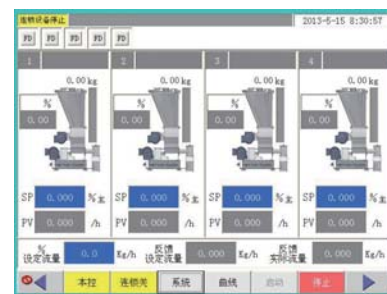 连锁设备停止 2013-5-15 8:30:57
FD FD FD FD FD
1 2 3 4
0.00 kg 0.00 kg 0.00 kg 0.00 kg
% % % %
0.00 0.00 0.00 0.00
SP 0.000 %主 SP 0.000 %主 SP 0.000 %主 SP 0.000 %主
PV 0.000 /h PV 0.000 /h PV 0.000 /h PV 0.000 /h
% 设定流量 0.0 Kg/h 反馈 设定流量 0.000 Kg/h 反馈 实际流量 0.000 Kg/h
本控 连锁关 系统 曲线 启动 停止